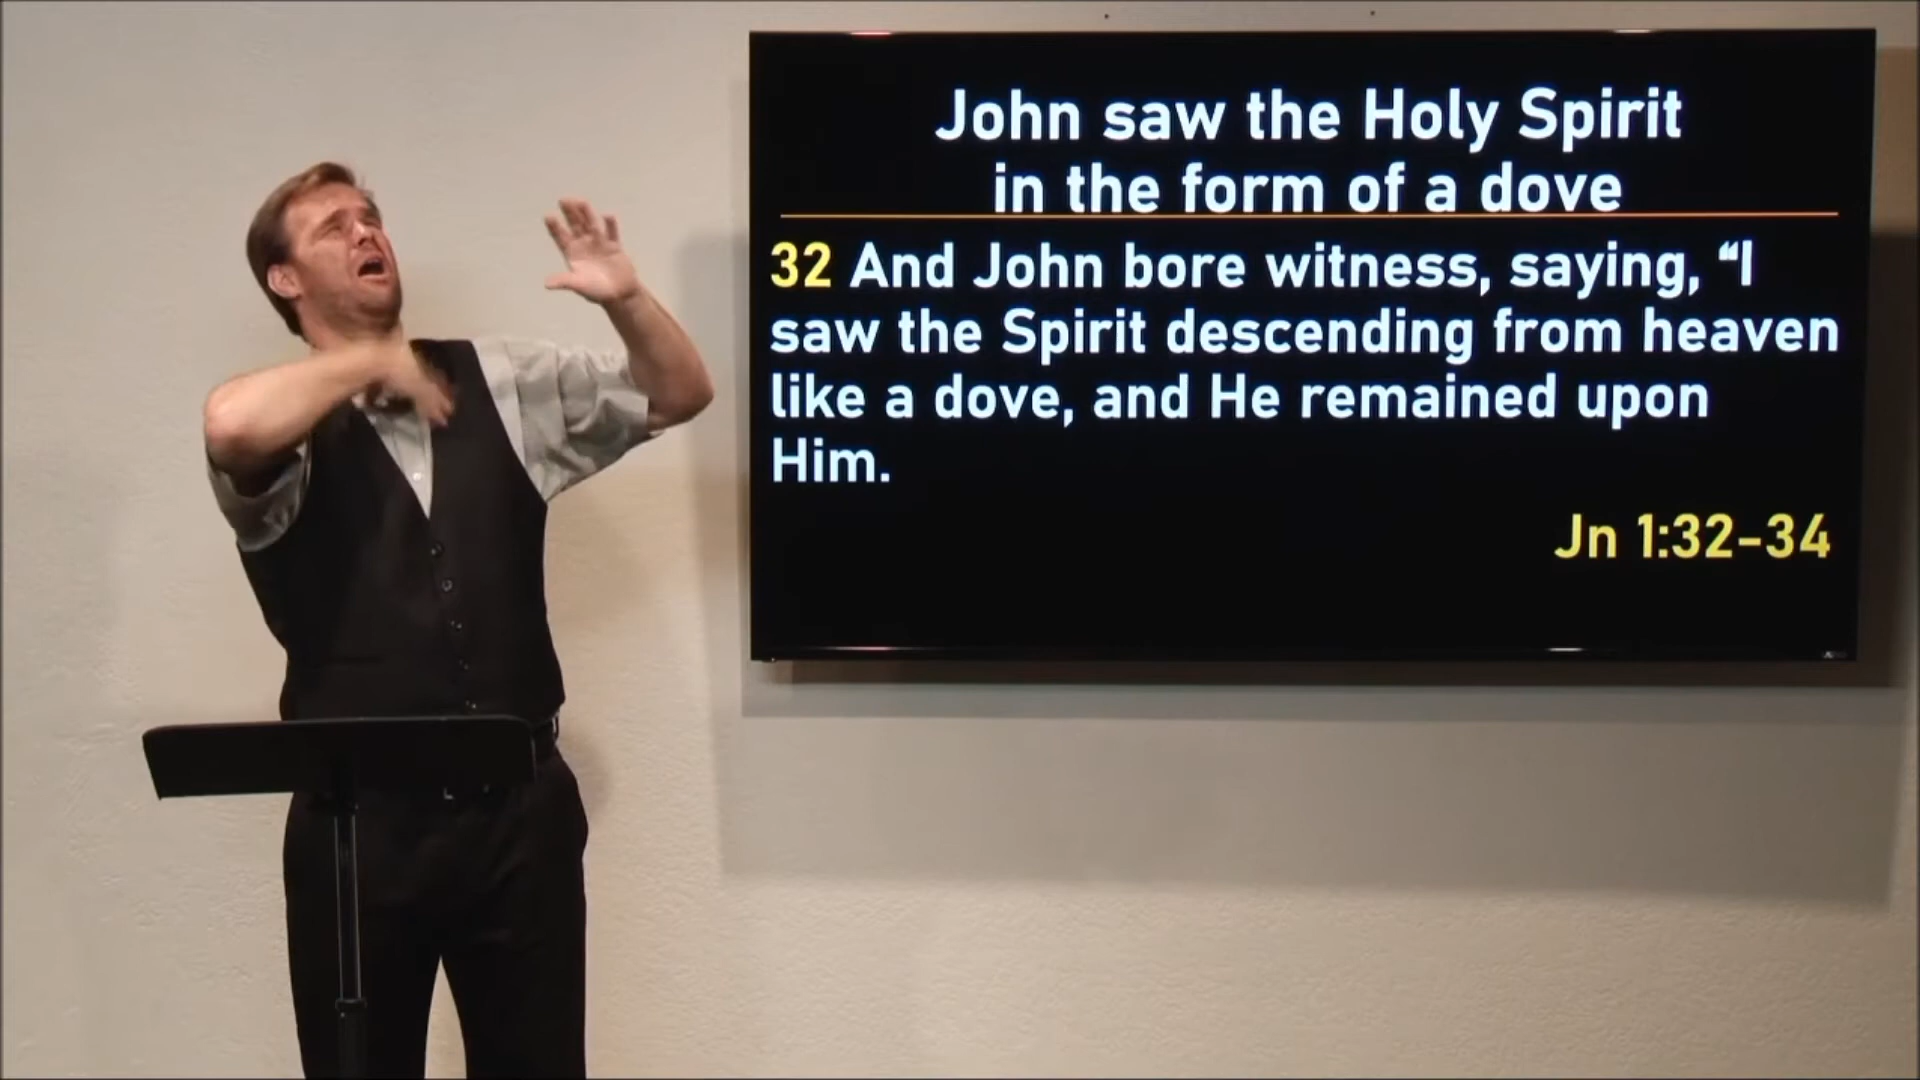 John saw the Holy Spirit
in the form of a dove
32 And John bore witness, saying, “I
saw the Spirit descending from heaven
like a dove, and He remained upon
Him.
Jn 1:32-34